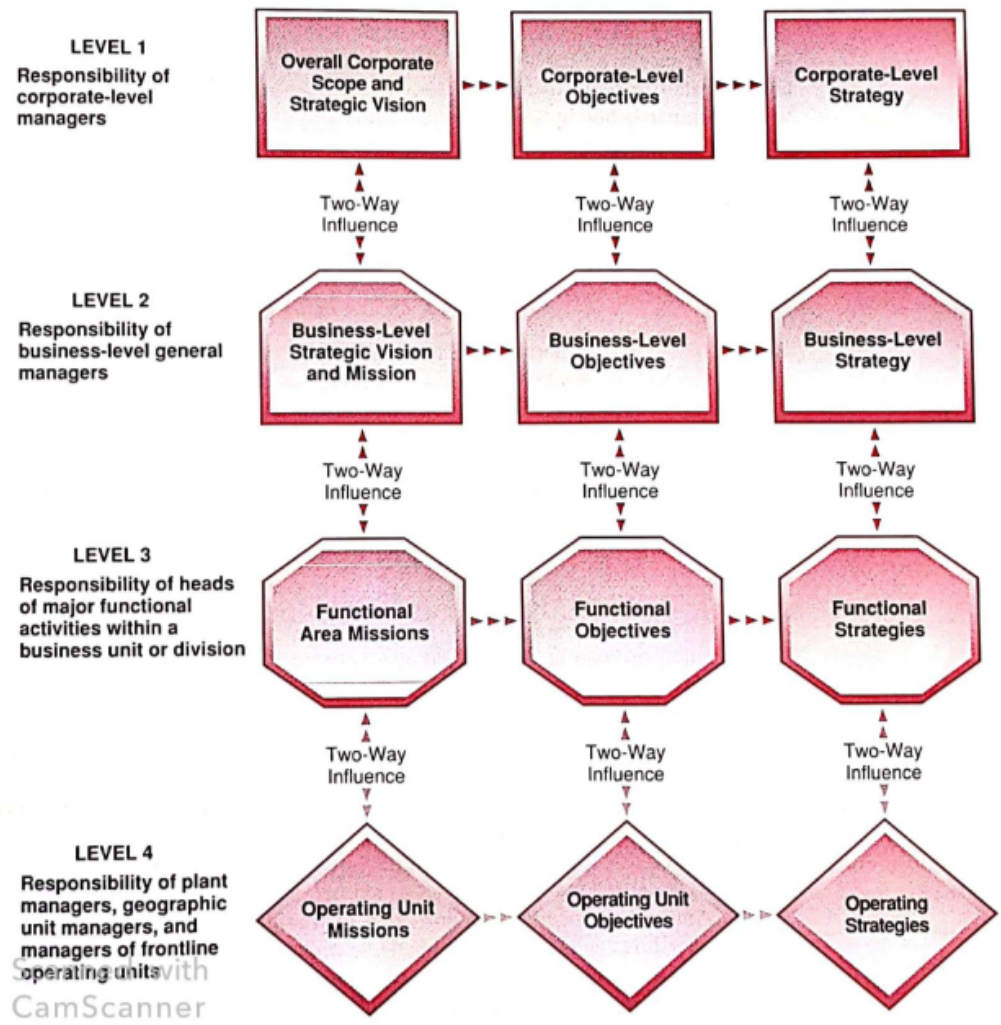 LEVEL 1
Responsibility of
corporate-level
managers
Overall Corporate
Scope and
Strategic Vision
Corporate-Level
Objectives
Corporate-Level
Strategy
Two-Way
Influence
Two-Way
Influence
Two-Way
Influence
LEVEL 2
Responsibility of
business-level general
managers
Business-Level
Strategic Vision
and Mission
Business-Level
Objectives
Business-Level
Strategy
Two-Way
Influence
Two-Way
Influence
Two-Way
Influence
LEVEL 3
Responsibility of heads
of major functional
activities within a
business unit or division
Functional
Area Missions
Functional
Objectives
Functional
Strategies
Two-Way
Influence
Two-Way
Influence
Two-Way
Influence
LEVEL 4
Responsibility of plant
managers, geographic
unit managers, and
managers of frontline
operating units
Operating Unit
Missions
Operating Unit
Objectives
Operating
Strategies
Scanned with
CamScanner